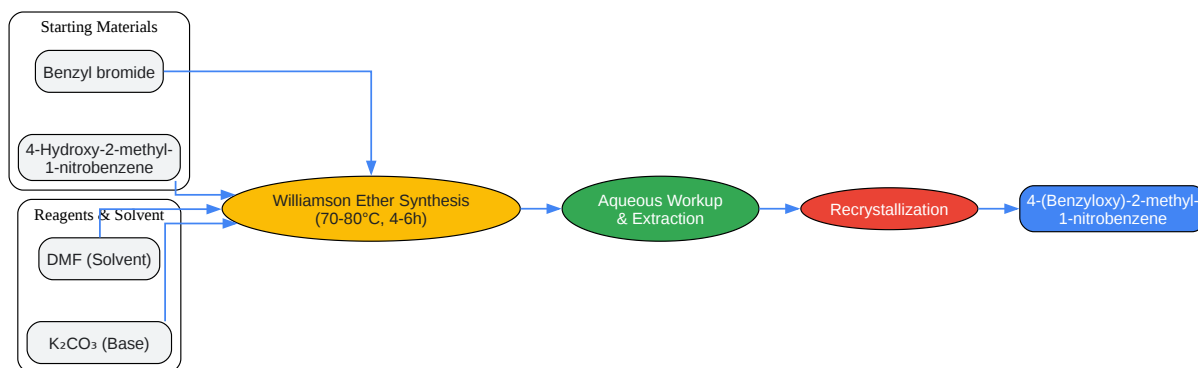 Starting Materials
Benzyl bromide
4-Hydroxy-2-methyl-
1-nitrobenzene
Reagents & Solvent
DMF (Solvent)
K₂CO₃ (Base)
Williamson Ether Synthesis
(70-80°C, 4-6h)
Aqueous Workup
& Extraction
Recrystallization
4-(Benzyloxy)-2-methyl-
1-nitrobenzene